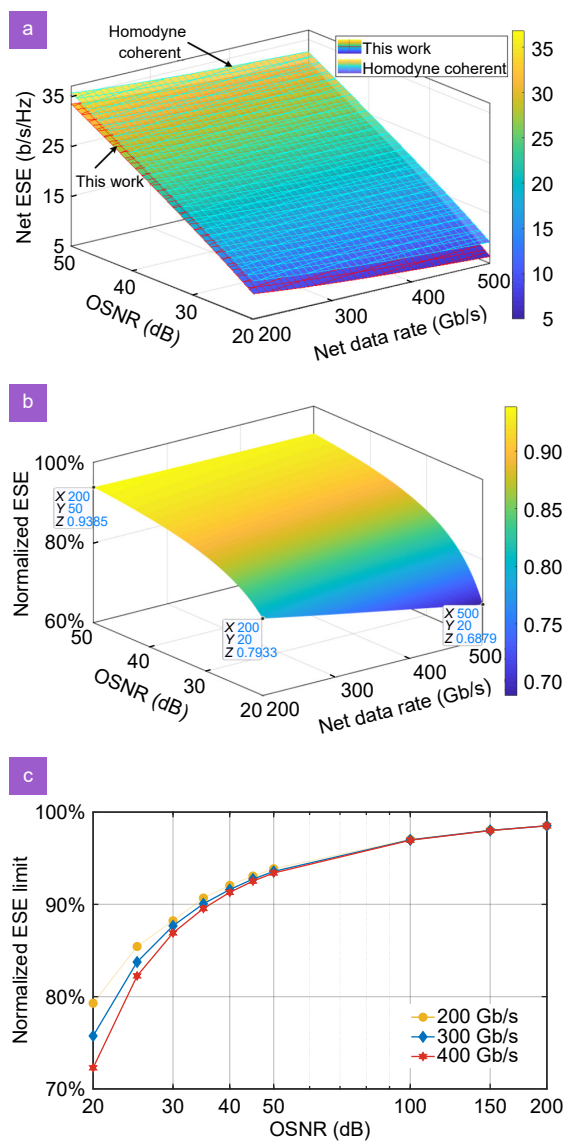 a
Homodyne
coherent
This work
Homodyne coherent
This work
Net ESE (lb/s/Hz)
35
25
15
5
50
40
30
20
OSNR (dB)
200
300
400
500
Net data rate (Gb/s)
35
30
25
20
15
10
5
b
Normalized ESE
100%
80%
60%
X 200
Y 50
Z 0.9385
X 200
Y 20
Z 0.7933
X 500
Y 20
Z 0.6879
50
40
30
20
OSNR (dB)
200
300
400
500
Net data rate (Gb/s)
0.90
0.85
0.80
0.75
0.70
c
Normalized ESE limit
100%
90%
80%
70%
200 Gb/s
300 Gb/s
400 Gb/s
20 30 40 50 100 150 200
OSNR (dB)